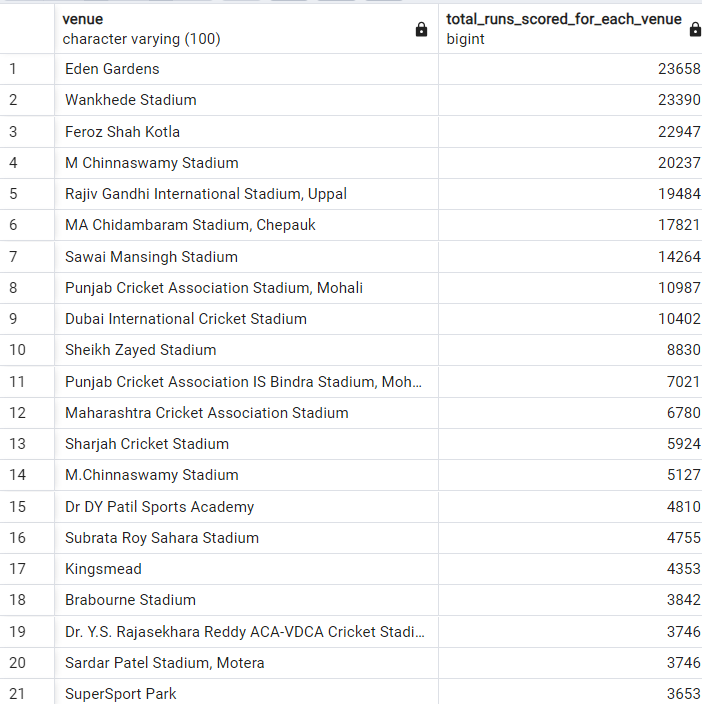 venue total_runs_scored_for_each_venue
character varying (100) bigint
1 Eden Gardens 23658
2 Wankhede Stadium 23390
3 Feroz Shah Kotla 22947
4 M Chinnaswamy Stadium 20237
5 Rajiv Gandhi International Stadium, Uppal 19484
6 MA Chidambaram Stadium, Chepauk 17821
7 Sawai Mansingh Stadium 14264
8 Punjab Cricket Association Stadium, Mohali 10987
9 Dubai International Cricket Stadium 10402
10 Sheikh Zayed Stadium 8830
11 Punjab Cricket Association IS Bindra Stadium, Moh... 7021
12 Maharashtra Cricket Association Stadium 6780
13 Sharjah Cricket Stadium 5924
14 M.Chinnaswamy Stadium 5127
15 Dr DY Patil Sports Academy 4810
16 Subrata Roy Sahara Stadium 4755
17 Kingsmead 4353
18 Brabourne Stadium 3842
19 Dr. Y.S. Rajasekhara Reddy ACA-VDCA Cricket Stadi... 3746
20 Sardar Patel Stadium, Motera 3746
21 SuperSport Park 3653